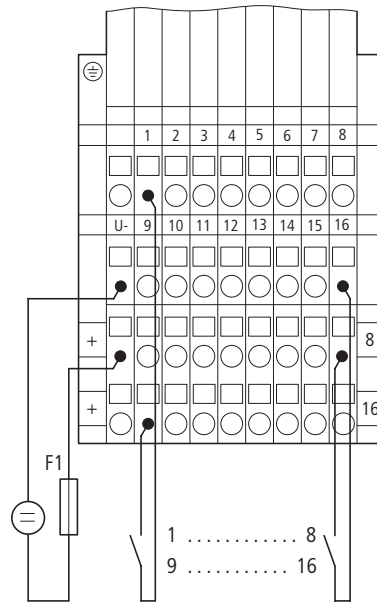 1 2 3 4 5 6 7 8
U- 9 10 11 12 13 14 15 16
+ 8
+ 16
F1
1 ............ 8
9 ............ 16